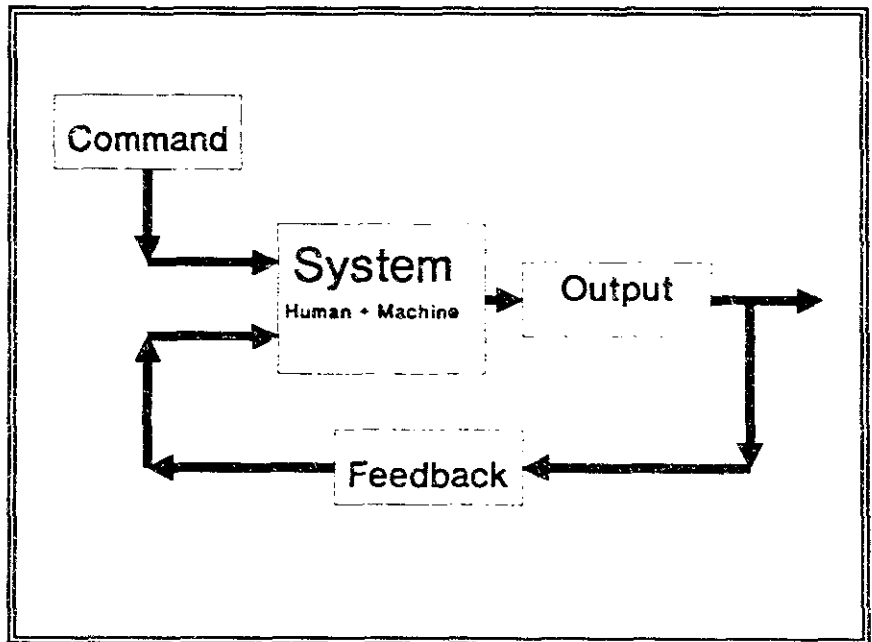 Command
System
Human + Machine
Output
Feedback